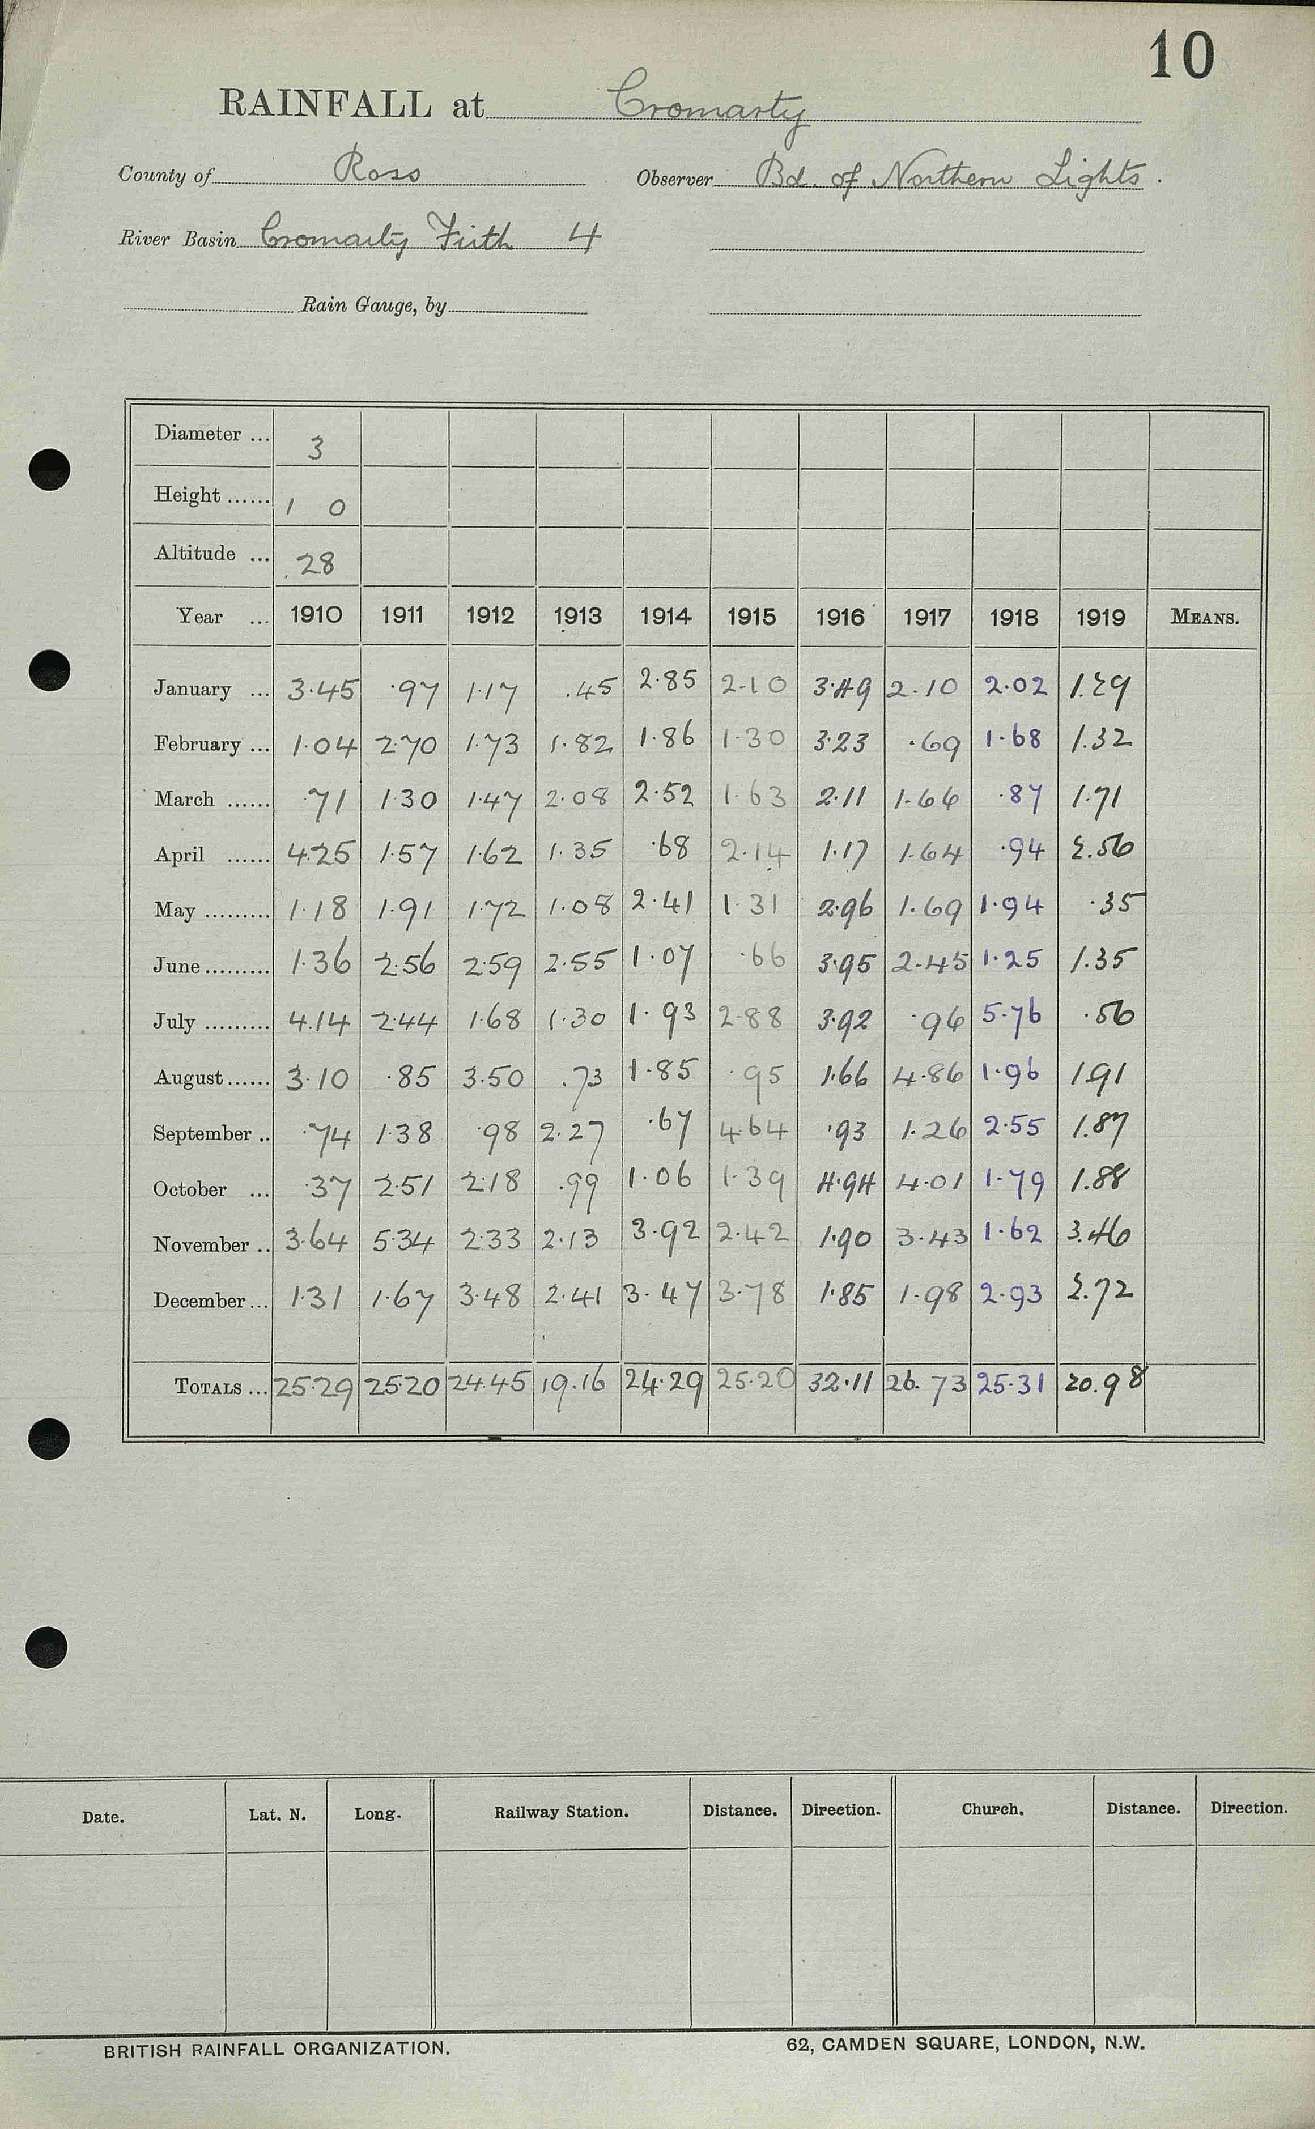 10
RAINFALL at Cromarty
County of Ross Observer Bd. of Northern Lights.
River Basin Cromarty Firth 4
Rain Gauge, by
Diameter ... 3
Height ...... 1 0
Altitude ... 28
Year ... 1910 1911 1912 1913 1914 1915 1916 1917 1918 1919 MEANS.
January ... 3.45 .97 1.17 .45 2.85 2.10 3.49 2.10 2.02 1.29
February ... 1.04 2.70 1.73 1.82 1.86 1.30 3.23 .69 1.68 1.32
March ...... .71 1.30 1.47 2.08 2.52 1.63 2.11 1.66 .87 1.71
April ...... 4.25 1.57 1.62 1.35 .68 2.14 1.17 1.64 .94 2.56
May ......... 1.18 1.91 1.72 1.08 2.41 1.31 2.96 1.69 1.94 .35
June ......... 1.36 2.56 2.59 2.55 1.07 .66 3.95 2.45 1.25 1.35
July ......... 4.14 2.44 1.68 1.30 1.93 2.88 3.92 .96 5.76 .56
August...... 3.10 .85 3.50 .73 1.85 .95 1.66 4.86 1.96 1.91
September .. .74 1.38 .98 2.27 .67 4.64 .93 1.26 2.55 1.87
October ... .37 2.51 2.18 .99 1.06 1.39 4.94 4.01 1.79 1.88
November .. 3.64 5.34 2.33 2.13 3.92 2.42 1.90 3.43 1.62 3.46
December ... 1.31 1.67 3.48 2.41 3.47 3.78 1.85 1.98 2.93 2.72
TOTALS ... 25.29 25.20 24.45 19.16 24.29 25.20 32.11 26.73 25.31 20.98
Date. Lat. N. Long. Railway Station. Distance. Direction. Church. Distance. Direction.
BRITISH RAINFALL ORGANIZATION. 62, CAMDEN SQUARE, LONDON, N.W.